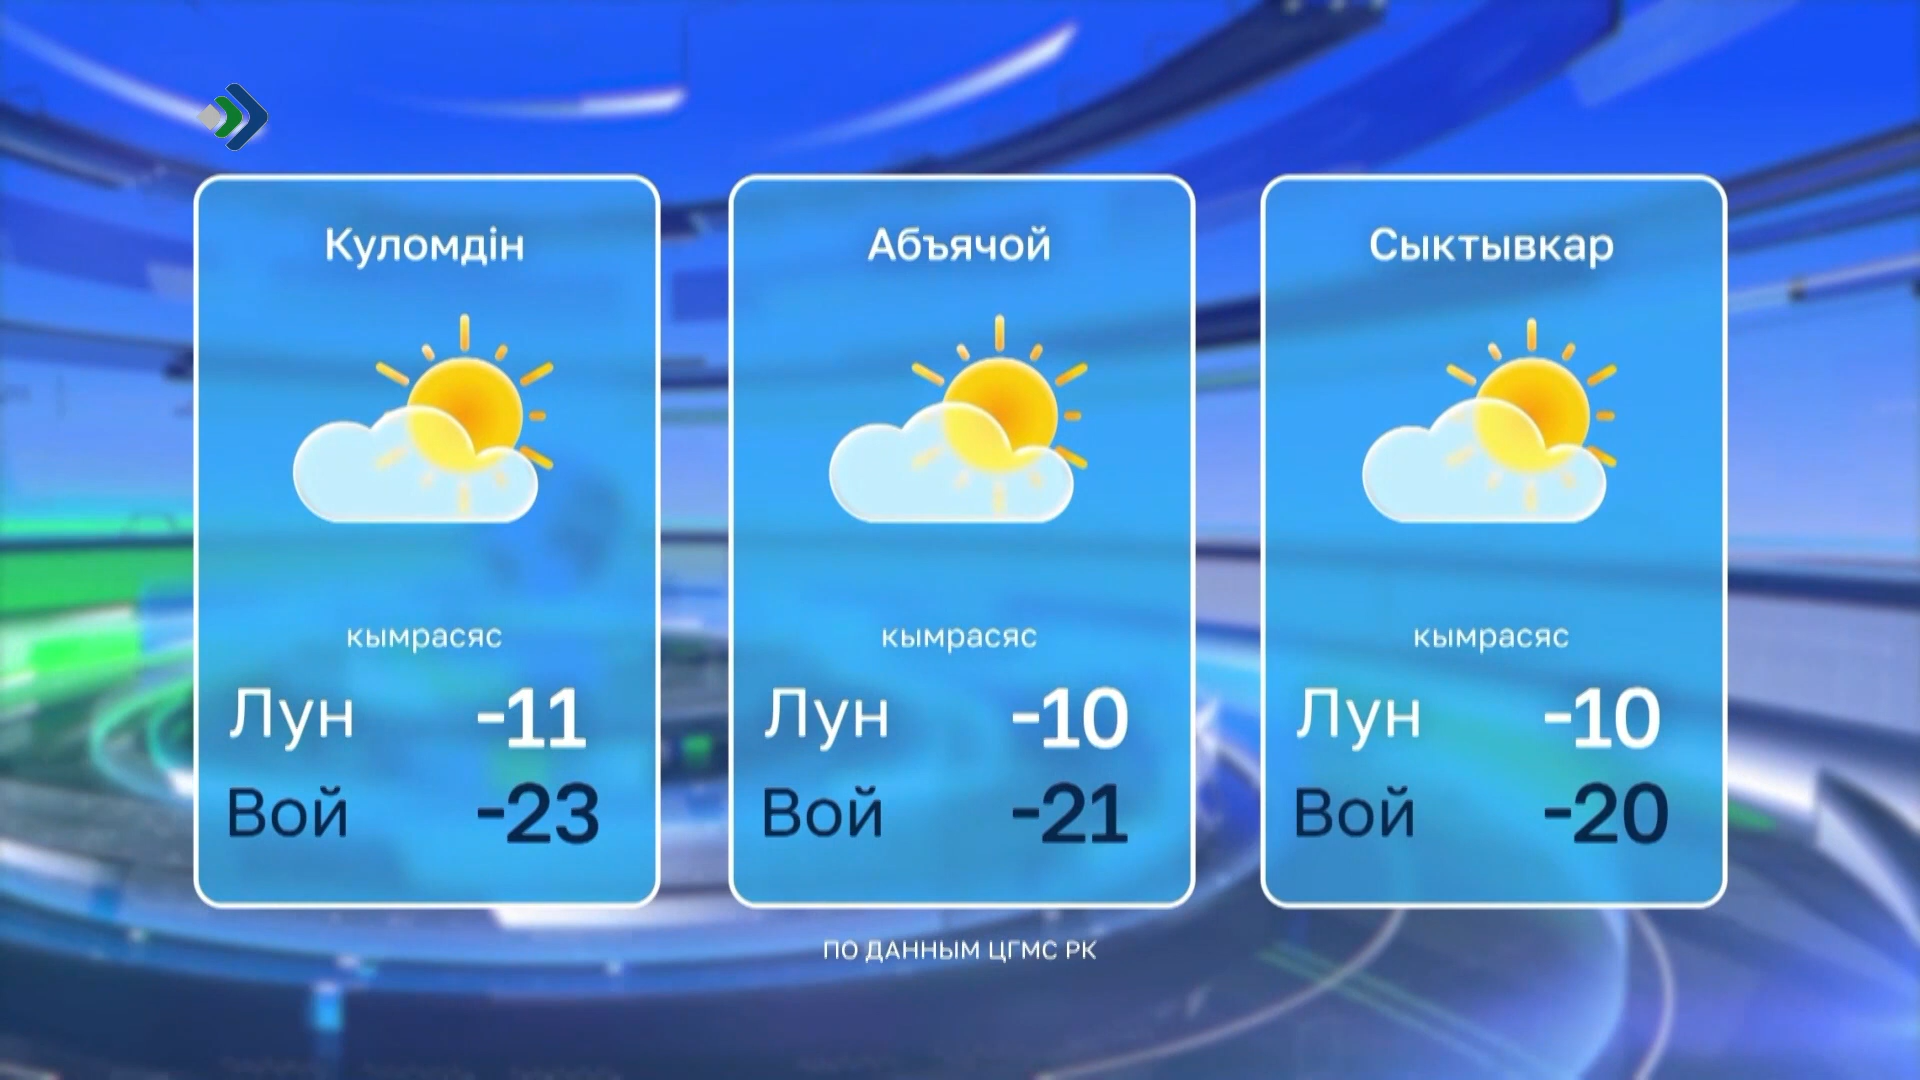 Куломдiн
кымрасяс
Лун -11
Вой -23
Абъячой
кымрасяс
Лун -10
Вой -21
Сыктывкар
кымрасяс
Лун -10
Вой -20
ПО ДАННЫМ ЦГМС РК